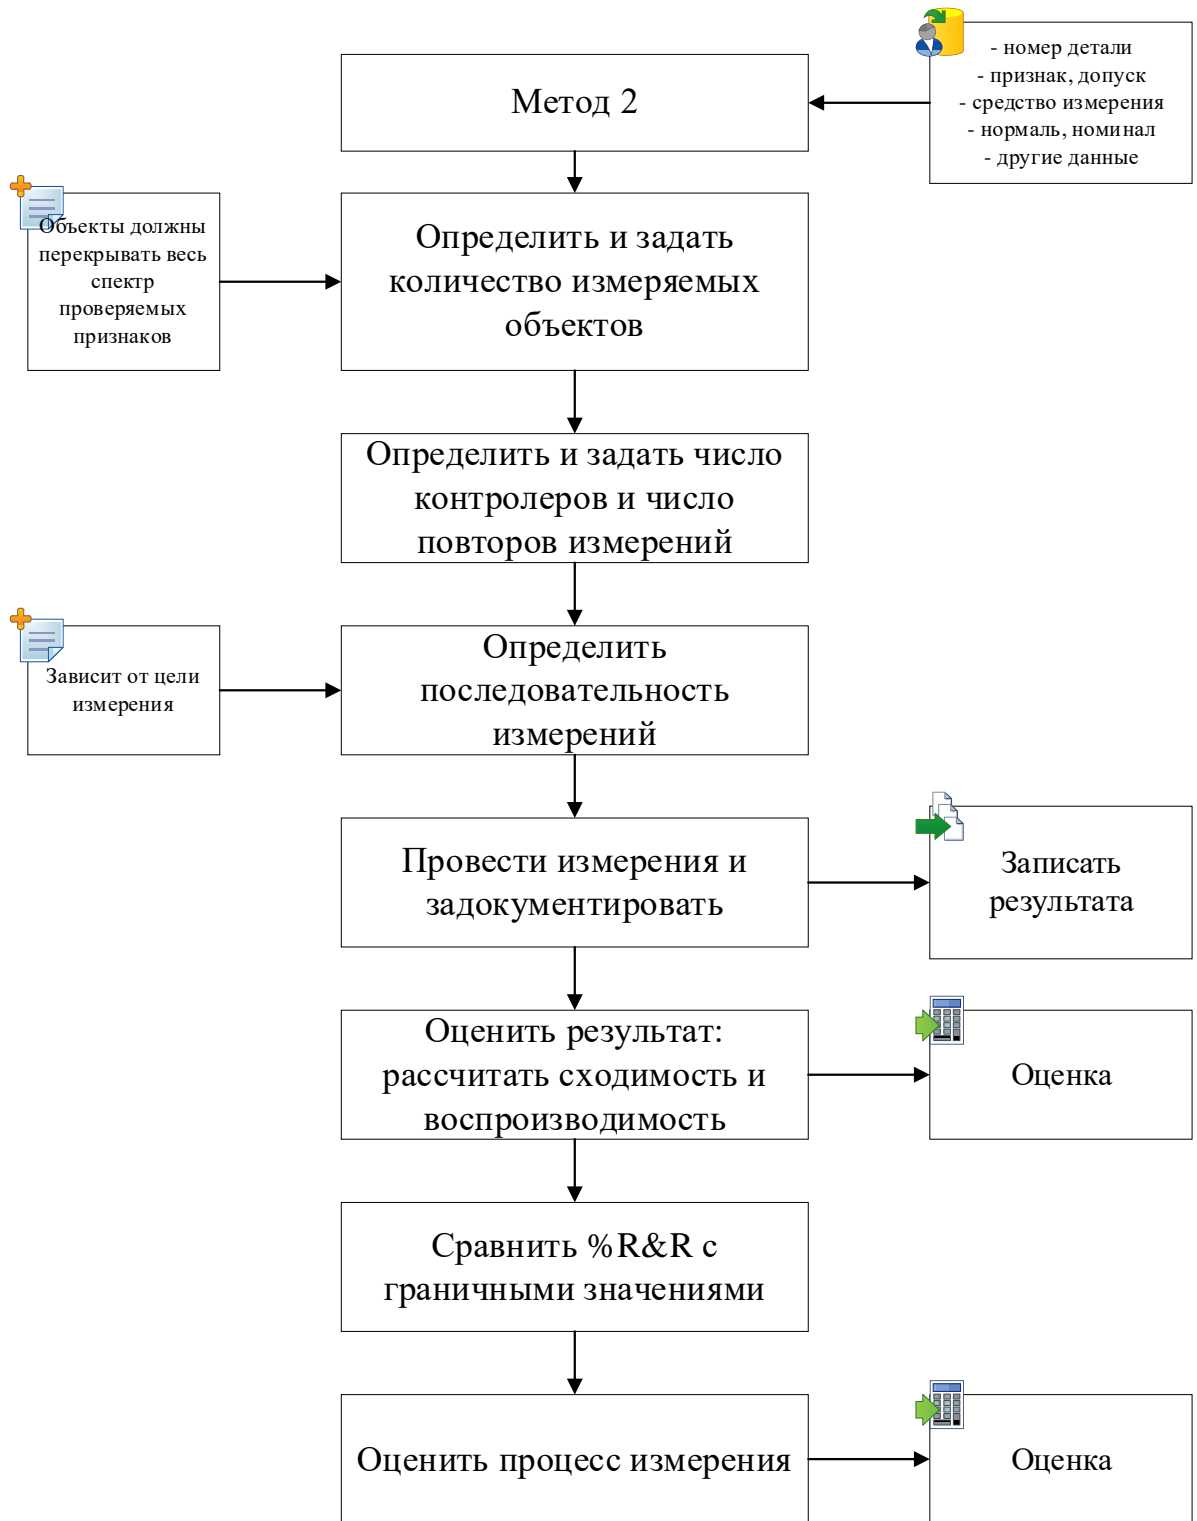 Метод 2
- номер детали
- признак, допуск
- средство измерения
- нормаль, номинал
- другие данные
Объекты должны
перекрывать весь
спектр
проверяемых
признаков
Определить и задать
количество измеряемых
объектов
Определить и задать число
контролеров и число
повторов измерений
Зависит от цели
измерения
Определить
последовательность
измерений
Провести измерения и
задокументировать
Записать
результата
Оценить результат:
рассчитать сходимость и
воспроизводимость
Оценка
Сравнить %R&R с
граничными значениями
Оценить процесс измерения
Оценка